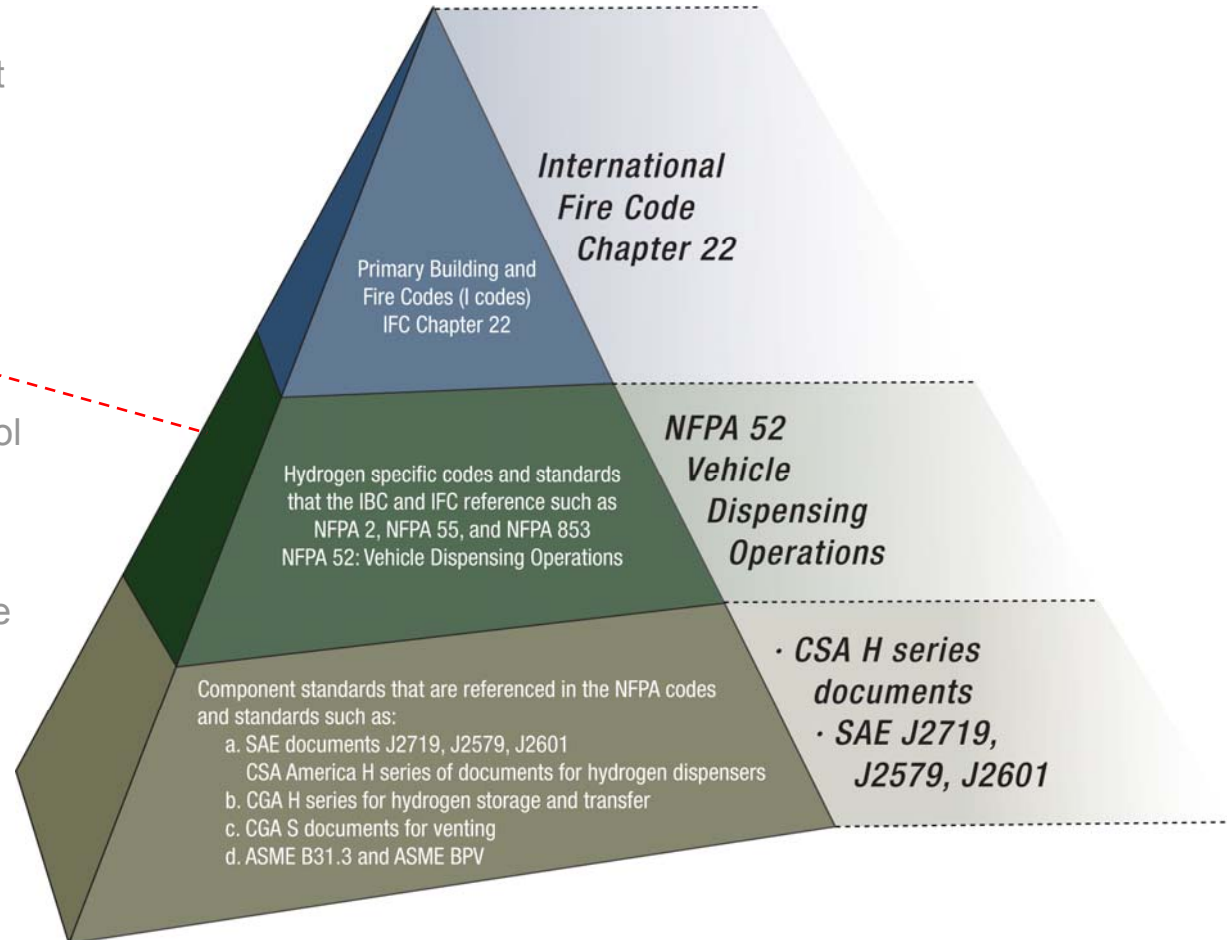 t
International
Fire Code
Chapter 22
Primary Building and
Fire Codes (I codes)
IFC Chapter 22
ol
NFPA 52
Vehicle
Dispensing
Operations
Hydrogen specific codes and standards
that the IBC and IFC reference such as
NFPA 2, NFPA 55, and NFPA 853
NFPA 52: Vehicle Dispensing Operations
e
· CSA H series
documents
· SAE J2719,
J2579, J2601
Component standards that are referenced in the NFPA codes
and standards such as:
a. SAE documents J2719, J2579, J2601
CSA America H series of documents for hydrogen dispensers
b. CGA H series for hydrogen storage and transfer
c. CGA S documents for venting
d. ASME B31.3 and ASME BPV